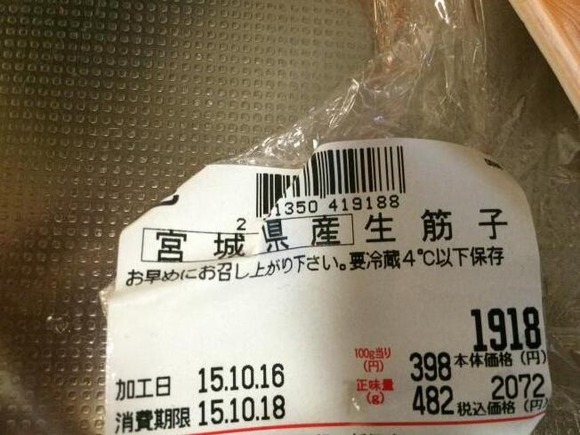 1350 419188
2
宮城県産生筋子
お早めにお召し上がり下さい。要冷蔵4℃以下保存
1918
100g当り(円) 398 本体価格(円)
加工日 15.10.16
正味量(g) 482 2072 税込価格(円)
消費期限 15.10.18